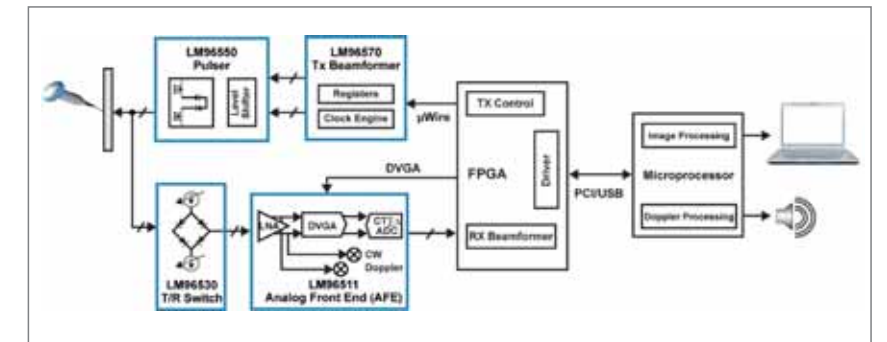 LM96550
Pulser
Level
Shifter
LM96570
Tx Beamformer
Registers
Clock Engine
µWire
TX Control
FPGA
Driver
RX Beamformer
PCI/USB
Image Processing
Microprocessor
Doppler Processing
DVGA
LM96530
T/R Switch
LNA
DVGA
ADC
CW
Doppler
LM96511
Analog Front End (AFE)